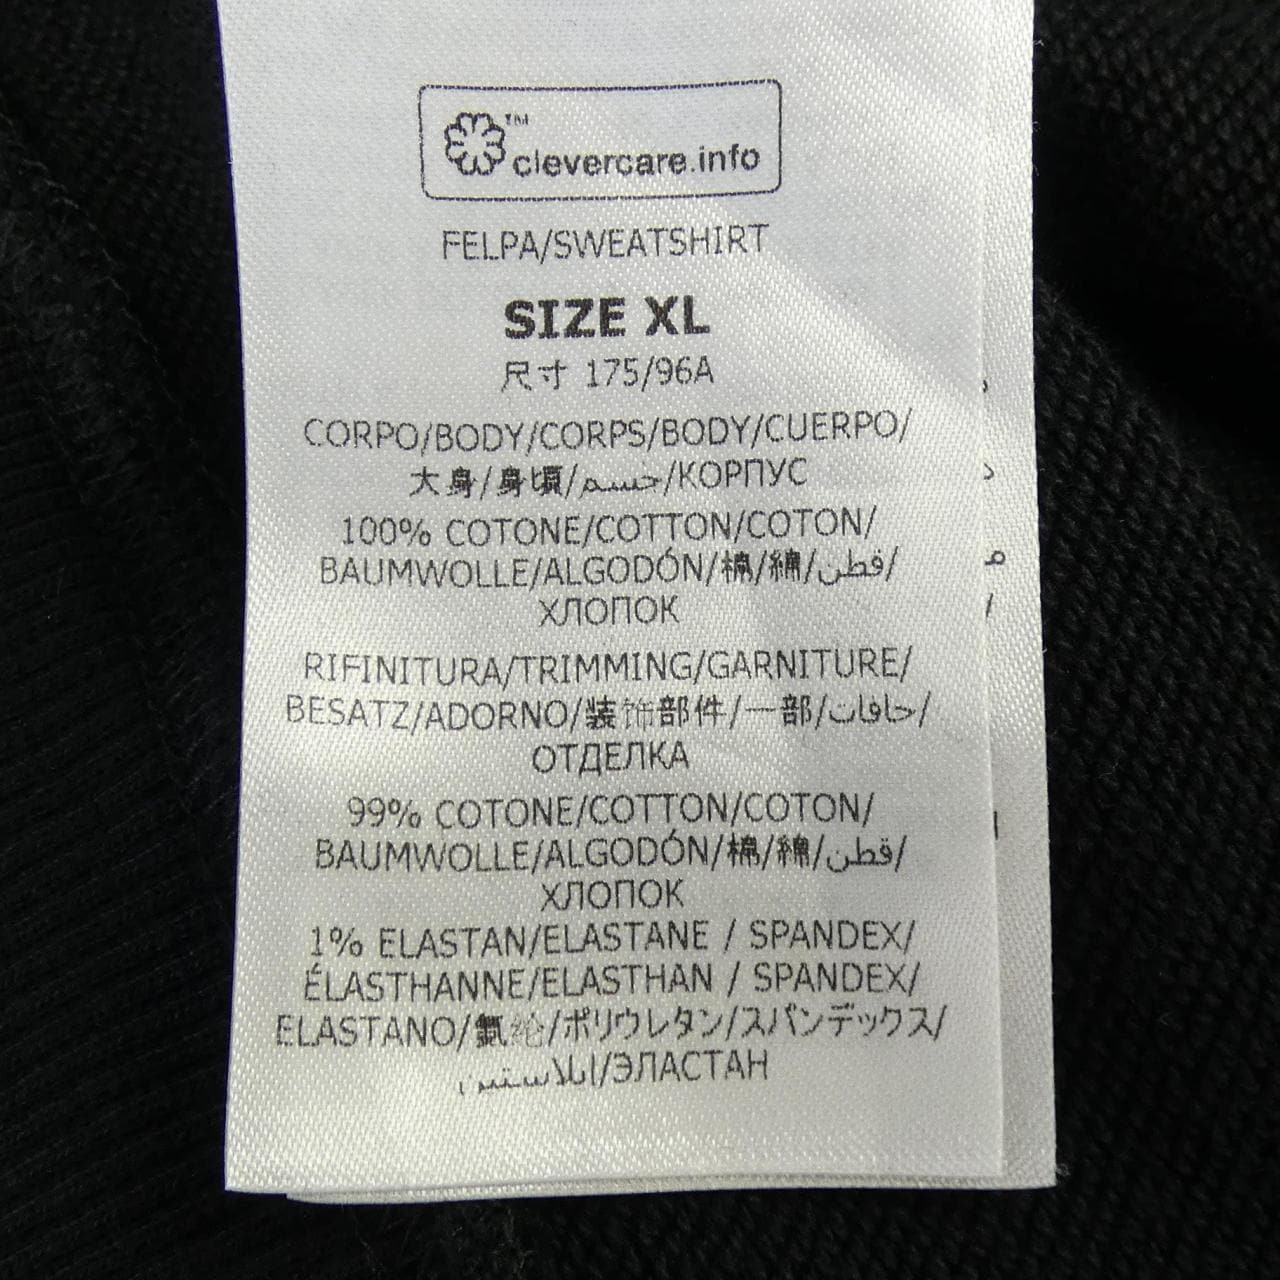 clevercare.info™
FELPA/SWEATSHIRT
SIZE XL
尺寸 175/96A
CORPO/BODY/CORPS/BODY/CUERPO/
大身/身頃/جسم/КОРПУС
100% COTONE/COTTON/COTON/
BAUMWOLLE/ALGODÓN/棉/綿/قطن/
ХЛОПОК
RIFINITURA/TRIMMING/GARNITURE/
BESATZ/ADORNO/装饰部件/一部/حافات/
ОТДЕЛКА
99% COTONE/COTTON/COTON/
BAUMWOLLE/ALGODÓN/棉/綿/قطن/
ХЛОПОК
1% ELASTAN/ELASTANE / SPANDEX/
ÉLASTHANNE/ELASTHAN / SPANDEX/
ELASTANO/氨纶/ポリウレタン/スパンデックス/
ايلاستين/ЭЛАСТАН